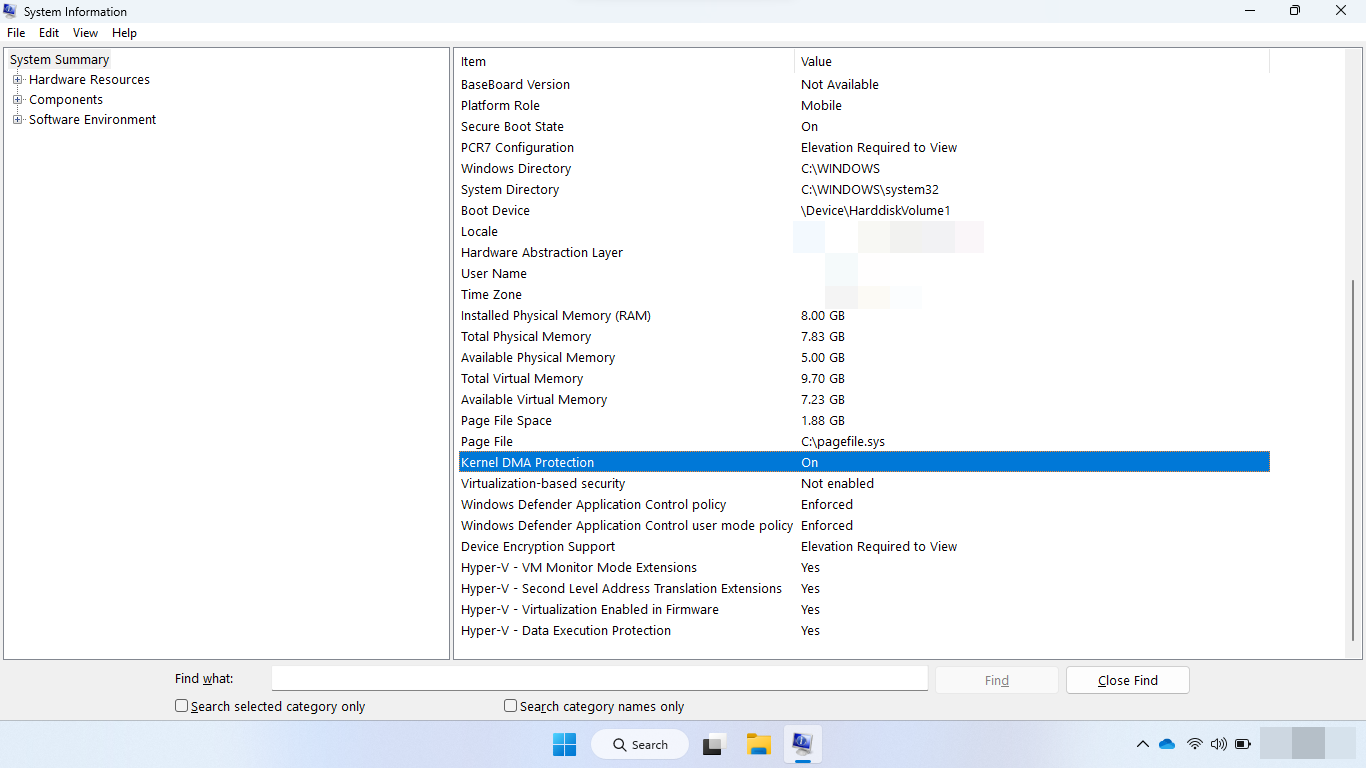 System Information
File Edit View Help
System Summary
Hardware Resources
Components
Software Environment
Item Value
BaseBoard Version Not Available
Platform Role Mobile
Secure Boot State On
PCR7 Configuration Elevation Required to View
Windows Directory C:\WINDOWS
System Directory C:\WINDOWS\system32
Boot Device \Device\HarddiskVolume1
Locale
Hardware Abstraction Layer
User Name
Time Zone
Installed Physical Memory (RAM) 8.00 GB
Total Physical Memory 7.83 GB
Available Physical Memory 5.00 GB
Total Virtual Memory 9.70 GB
Available Virtual Memory 7.23 GB
Page File Space 1.88 GB
Page File C:\pagefile.sys
Kernel DMA Protection On
Virtualization-based security Not enabled
Windows Defender Application Control policy Enforced
Windows Defender Application Control user mode policy Enforced
Device Encryption Support Elevation Required to View
Hyper-V - VM Monitor Mode Extensions Yes
Hyper-V - Second Level Address Translation Extensions Yes
Hyper-V - Virtualization Enabled in Firmware Yes
Hyper-V - Data Execution Protection Yes
Find what: Find Close Find
Search selected category only Search category names only
Search